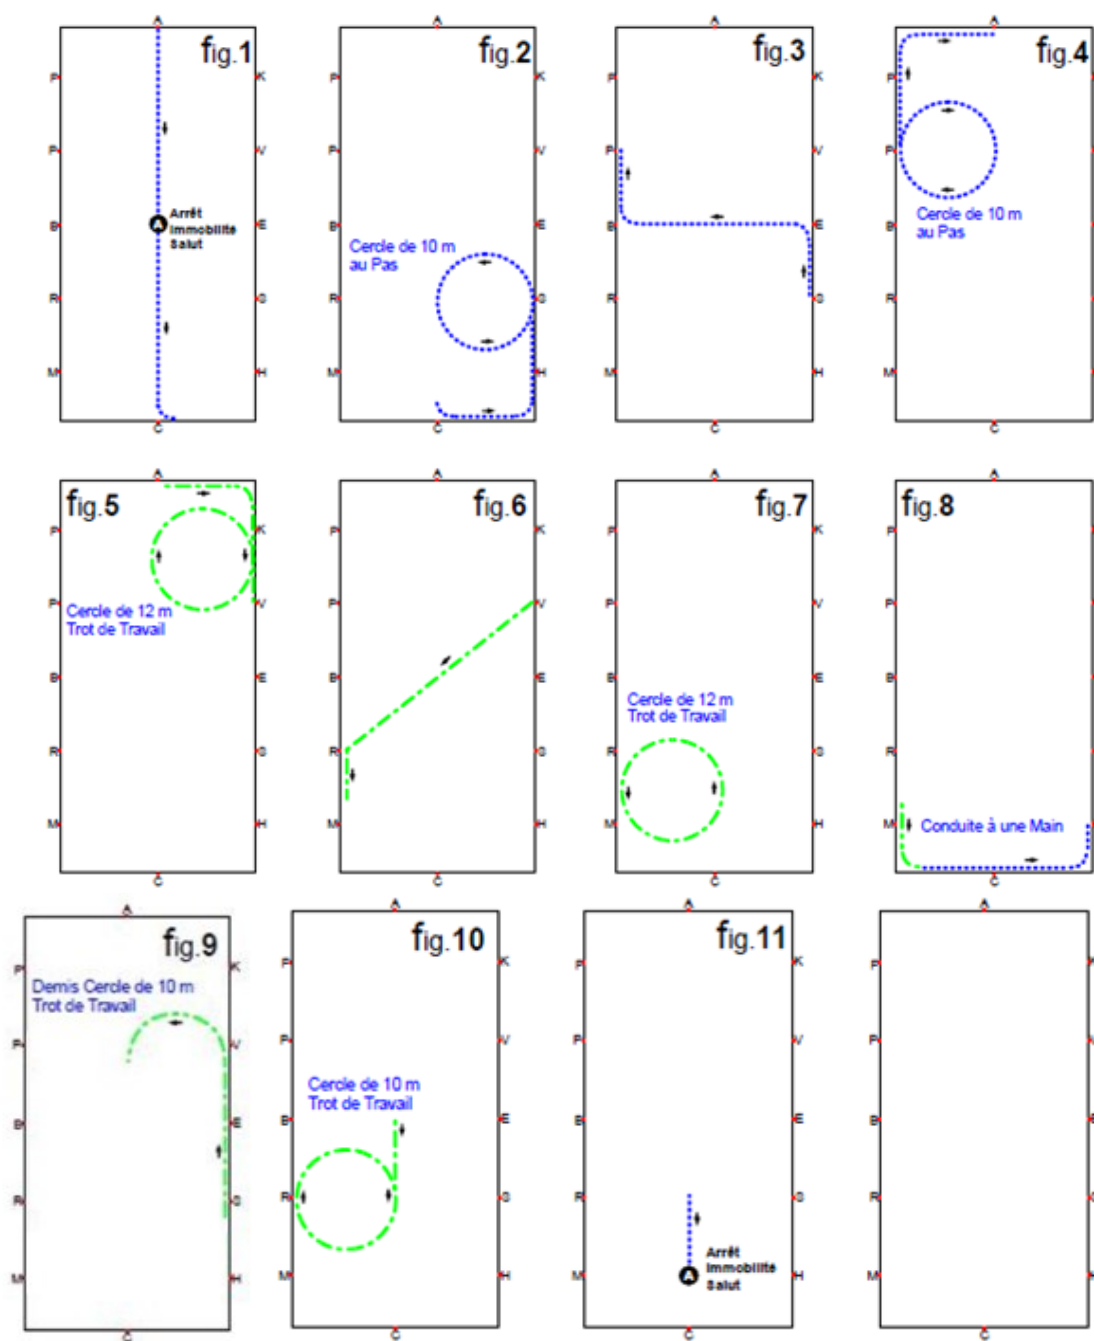 A
fig.1
P K
P V
B A Arrêt E
Immobilité
Salut
R S
M H
C
A
fig.2
P K
P V
B E
Cercle de 10 m
au Pas
R S
M H
C
A
fig.3
P K
P V
B E
R S
M H
C
A
fig.4
P
P
Cercle de 10 m
au Pas
B
R
M
C
A
fig.5
P K
P V
Cercle de 12 m
Trot de Travail
B E
R S
M H
C
A
fig.6
P K
P V
B E
R S
M H
C
A
fig.7
P K
P V
B E
Cercle de 12 m
Trot de Travail
R S
M H
C
A
fig.8
P
P
B
R
M Conduite à une Main
C
A
fig.9
P K
Demis Cercle de 10 m
Trot de Travail
P V
B E
R S
M H
C
A
fig.10
P K
P V
Cercle de 10 m
Trot de Travail
B E
R S
M H
C
A
fig.11
P K
P V
B E
R S
Arrêt
M A Immobilité H
Salut
C
A
P
P
B
R
M
C